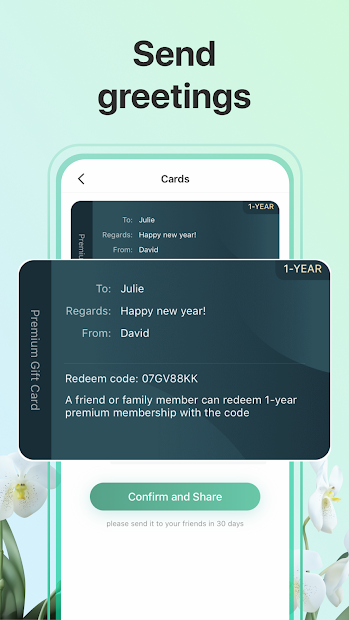 Send
greetings
Cards
1-YEAR
To: Julie
Regards: Happy new year!
From: David
Premium
1-YEAR
To: Julie
Regards: Happy new year!
From: David
Premium Gift Card
Redeem code: 07GV88KK
A friend or family member can redeem 1-year
premium membership with the code
Confirm and Share
please send it to your friends in 30 days